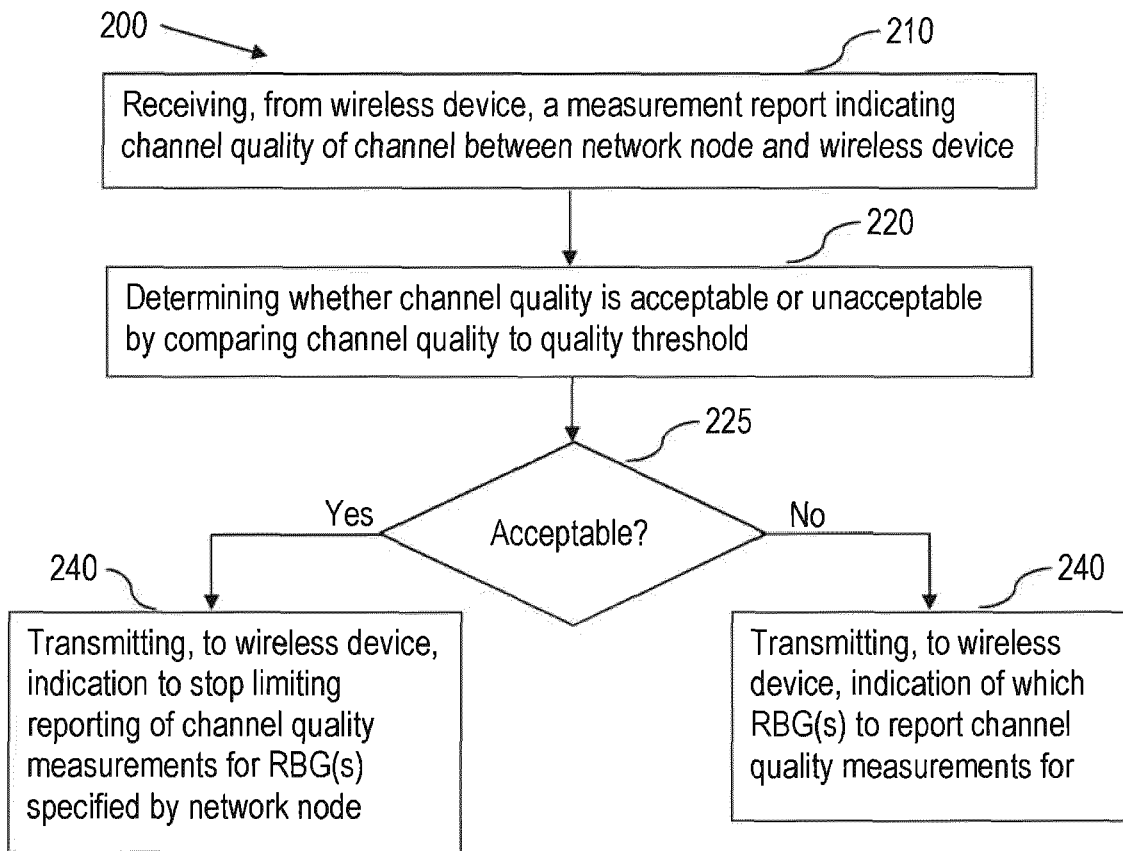 200
210
Receiving, from wireless device, a measurement report indicating
channel quality of channel between network node and wireless device
220
Determining whether channel quality is acceptable or unacceptable
by comparing channel quality to quality threshold
225
Yes
Acceptable?
No
240
Transmitting, to wireless device,
indication to stop limiting
reporting of channel quality
measurements for RBG(s)
specified by network node
240
Transmitting, to wireless
device, indication of which
RBG(s) to report channel
quality measurements for